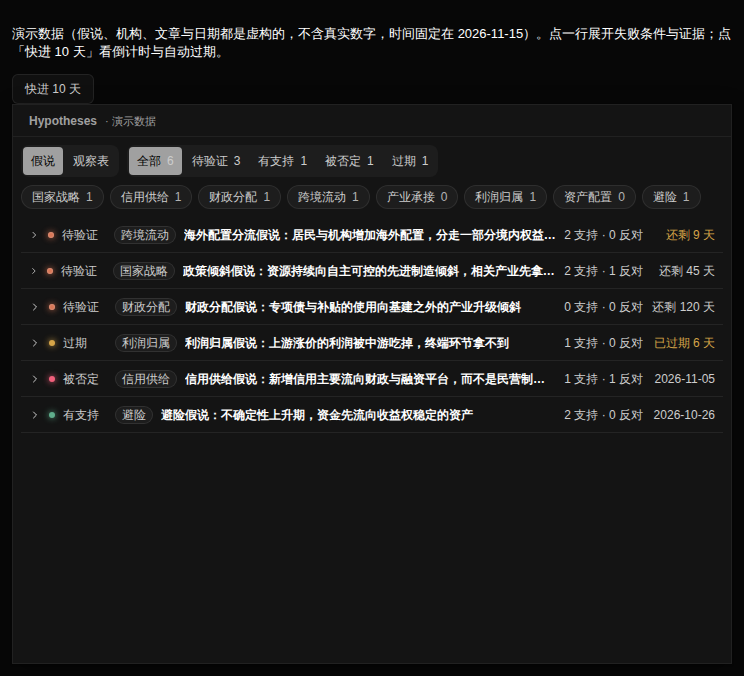 演示数据（假说、机构、文章与日期都是虚构的，不含真实数字，时间固定在 2026-11-15）。点一行展开失败条件与证据；点
「快进 10 天」看倒计时与自动过期。
快进 10 天
Hypotheses · 演示数据
假说 观察表 全部 6 待验证 3 有支持 1 被否定 1 过期 1
国家战略 1 信用供给 1 财政分配 1 跨境流动 1 产业承接 0 利润归属 1 资产配置 0 避险 1
待验证 跨境流动 海外配置分流假说：居民与机构增加海外配置，分走一部分境内权益… 2 支持 · 0 反对 还剩 9 天
待验证 国家战略 政策倾斜假说：资源持续向自主可控的先进制造倾斜，相关产业先拿… 2 支持 · 1 反对 还剩 45 天
待验证 财政分配 财政分配假说：专项债与补贴的使用向基建之外的产业升级倾斜 0 支持 · 0 反对 还剩 120 天
过期 利润归属 利润归属假说：上游涨价的利润被中游吃掉，终端环节拿不到 1 支持 · 0 反对 已过期 6 天
被否定 信用供给 信用供给假说：新增信用主要流向财政与融资平台，而不是民营制… 1 支持 · 1 反对 2026-11-05
有支持 避险 避险假说：不确定性上升期，资金先流向收益权稳定的资产 2 支持 · 0 反对 2026-10-26